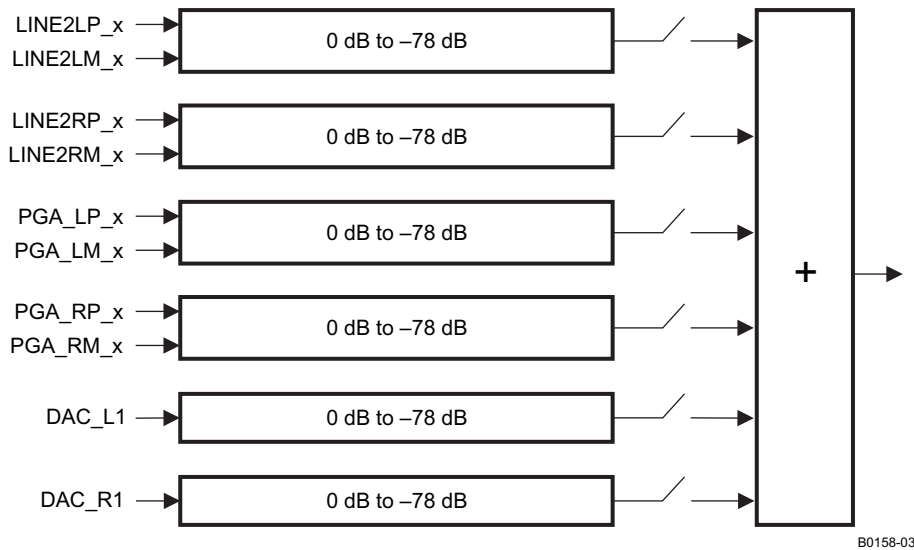 LINE2LP_x
LINE2LM_x
0 dB to –78 dB
LINE2RP_x
LINE2RM_x
0 dB to –78 dB
PGA_LP_x
PGA_LM_x
0 dB to –78 dB
+
PGA_RP_x
PGA_RM_x
0 dB to –78 dB
DAC_L1
0 dB to –78 dB
DAC_R1
0 dB to –78 dB
B0158-03